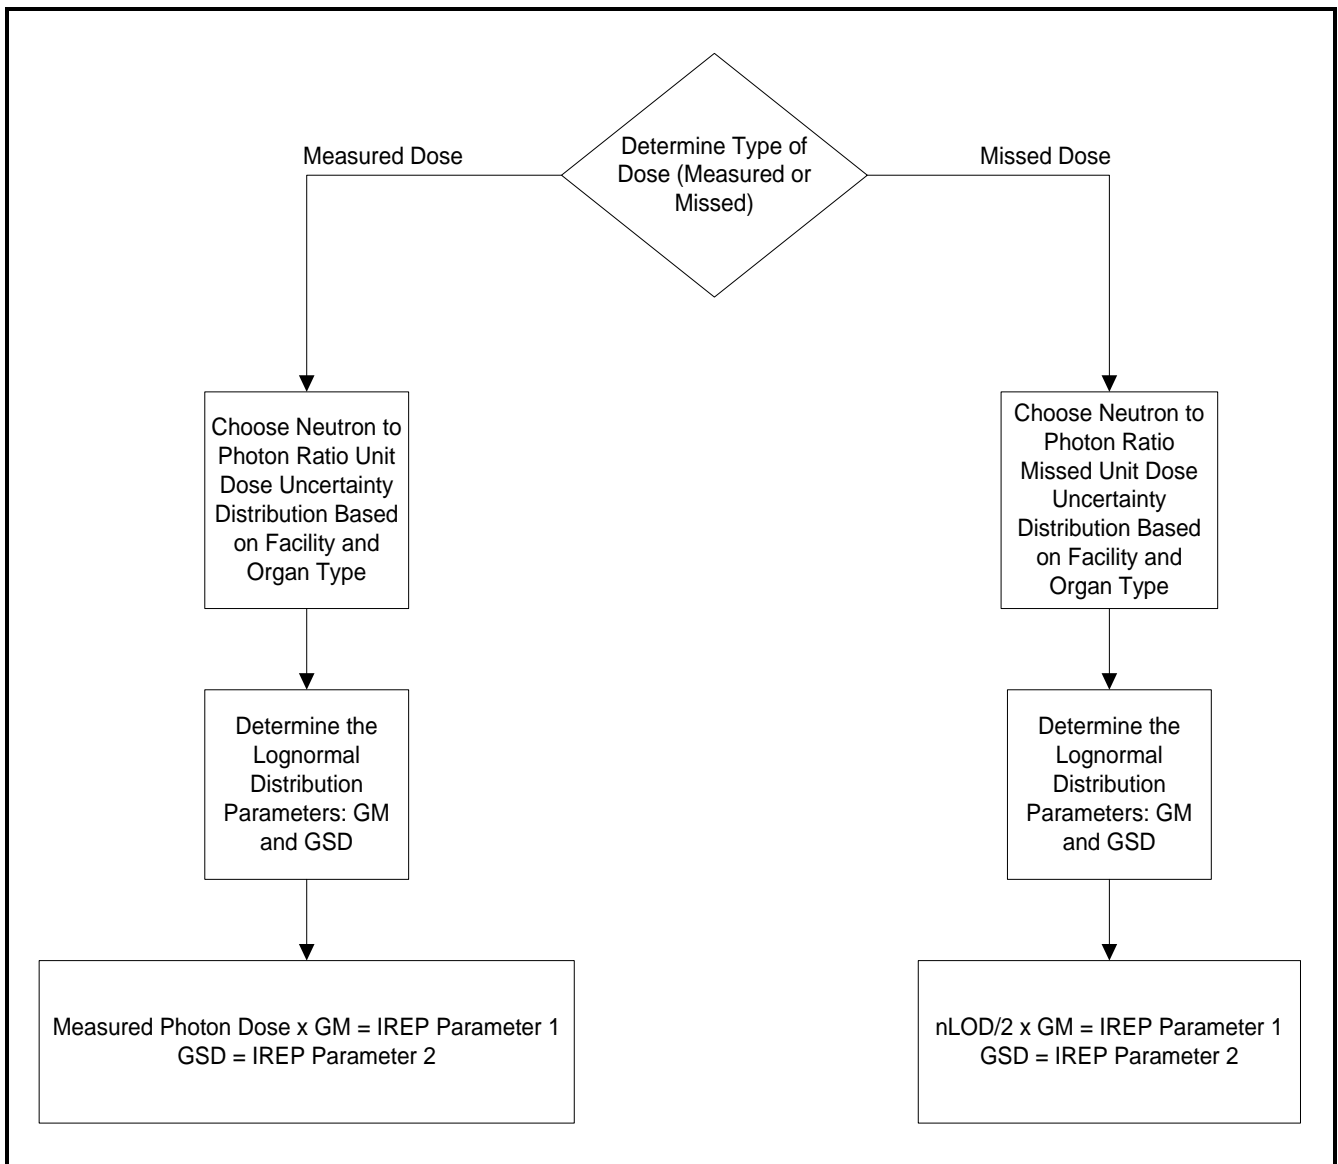 Determine Type of
Dose (Measured or
Missed)
Measured Dose
Missed Dose
Choose Neutron to
Photon Ratio Unit
Dose Uncertainty
Distribution Based
on Facility and
Organ Type
Choose Neutron to
Photon Ratio
Missed Unit Dose
Uncertainty
Distribution Based
on Facility and
Organ Type
Determine the
Lognormal
Distribution
Parameters: GM
and GSD
Determine the
Lognormal
Distribution
Parameters: GM
and GSD
Measured Photon Dose x GM = IREP Parameter 1
GSD = IREP Parameter 2
nLOD/2 x GM = IREP Parameter 1
GSD = IREP Parameter 2